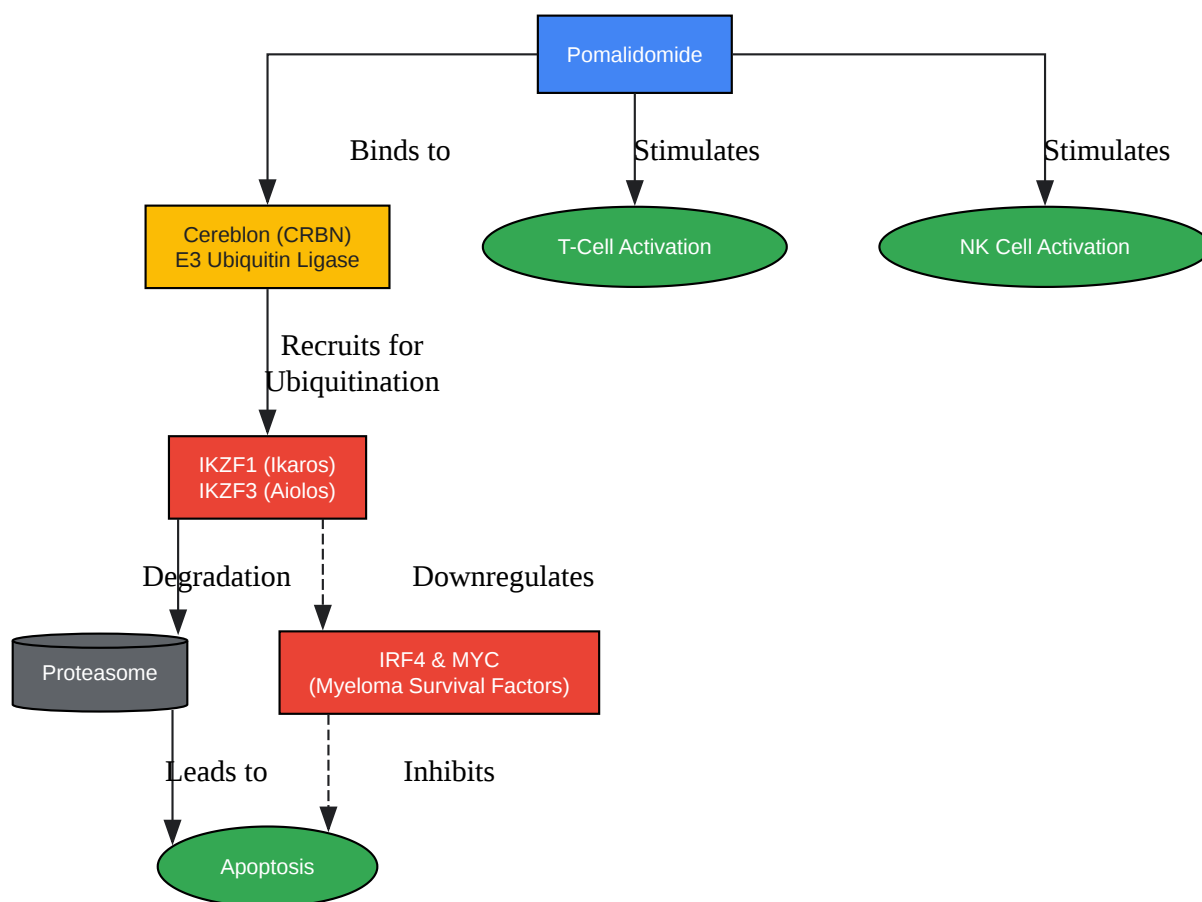 Pomalidomide
Binds to
Stimulates
Stimulates
Cereblon (CRBN)
E3 Ubiquitin Ligase
T-Cell Activation
NK Cell Activation
Recruits for
Ubiquitination
IKZF1 (Ikaros)
IKZF3 (Aiolos)
Degradation
Downregulates
Proteasome
IRF4 & MYC
(Myeloma Survival Factors)
Leads to
Inhibits
Apoptosis